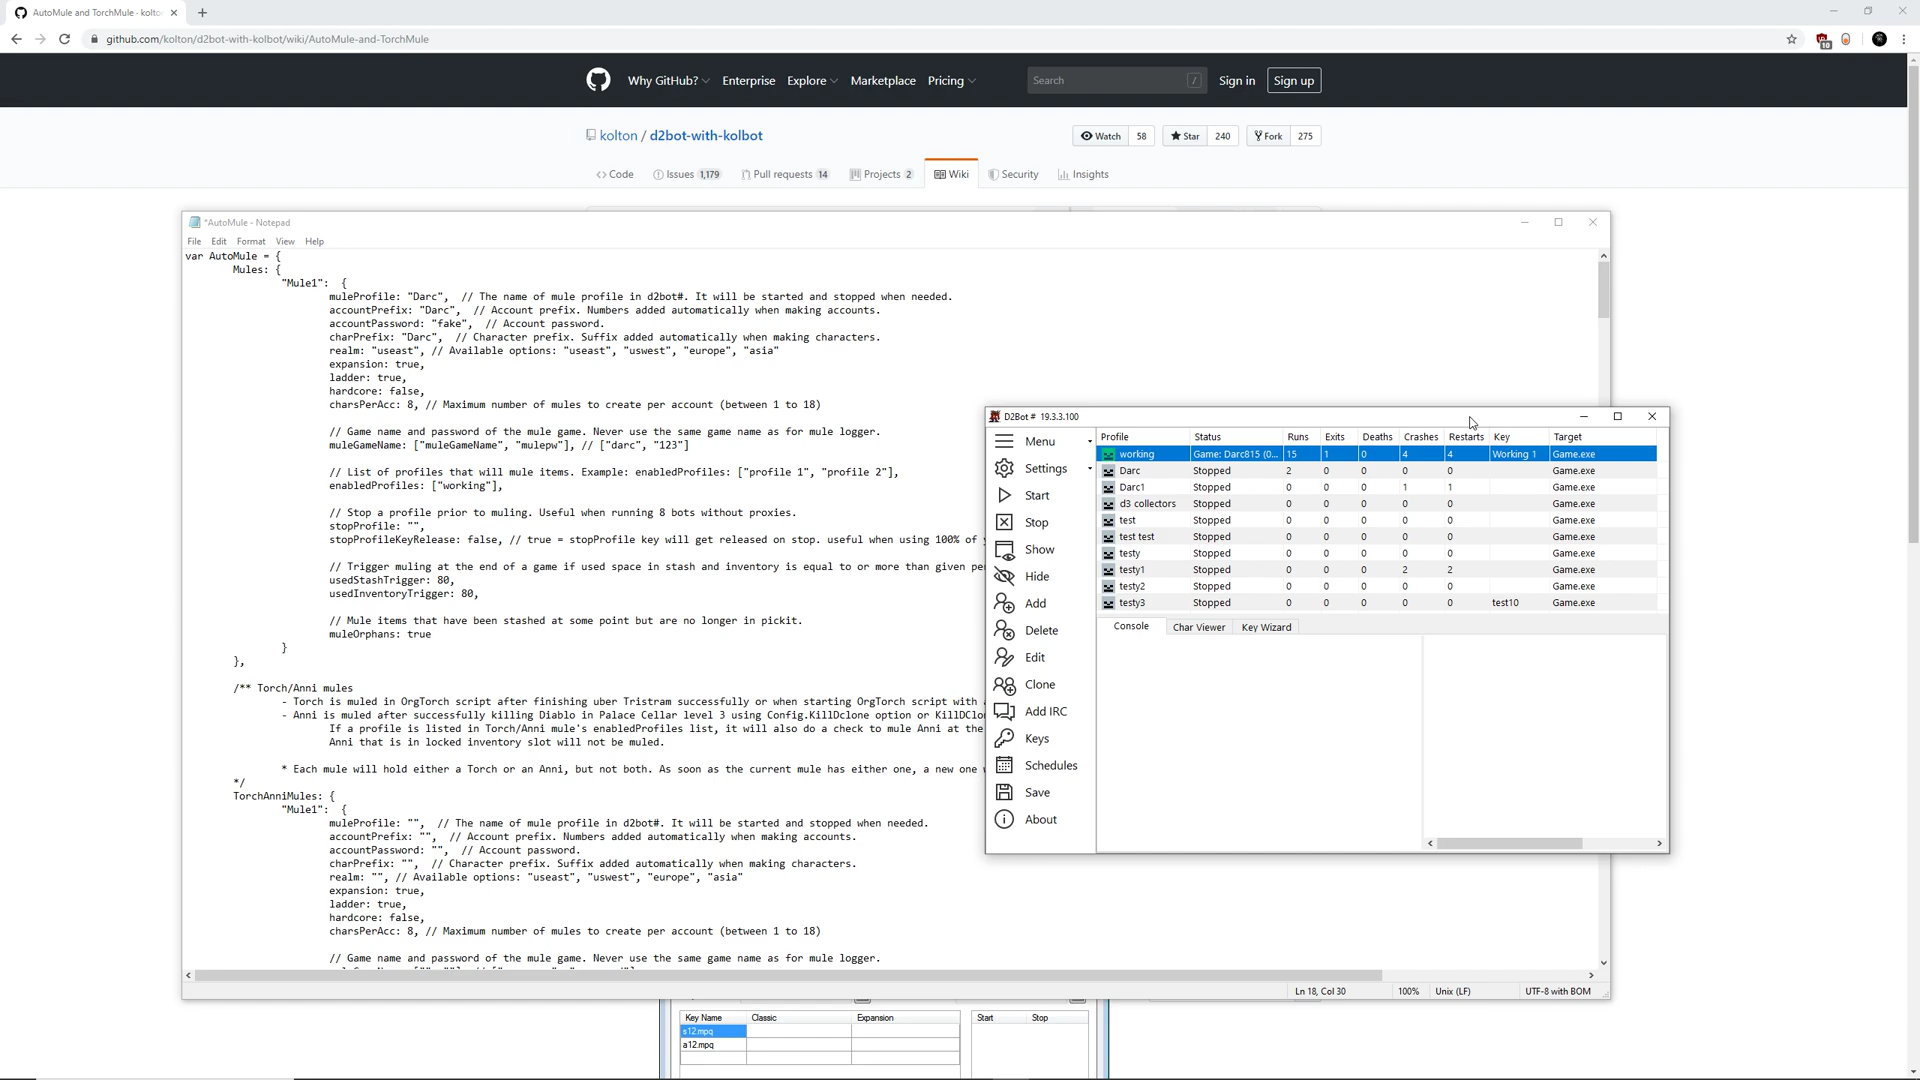 AutoMule and TorchMule · kolto
github.com/kolton/d2bot-with-kolbot/wiki/AutoMule-and-TorchMule
10
Why GitHub? Enterprise Explore Marketplace Pricing
Search /
Sign in Sign up
kolton / d2bot-with-kolbot
Watch 58 Star 240 Fork 275
Code Issues 1,179 Pull requests 14 Projects 2 Wiki Security Insights
*AutoMule - Notepad
File Edit Format View Help
var AutoMule = {
Mules: {
"Mule1": {
muleProfile: "Darc", // The name of mule profile in d2bot#. It will be started and stopped when needed.
accountPrefix: "Darc", // Account prefix. Numbers added automatically when making accounts.
accountPassword: "fake", // Account password.
charPrefix: "Darc", // Character prefix. Suffix added automatically when making characters.
realm: "useast", // Available options: "useast", "uswest", "europe", "asia"
expansion: true,
ladder: true,
hardcore: false,
charsPerAcc: 8, // Maximum number of mules to create per account (between 1 to 18)
// Game name and password of the mule game. Never use the same game name as for mule logger.
muleGameName: ["muleGameName", "mulepw"], // ["darc", "123"]
// List of profiles that will mule items. Example: enabledProfiles: ["profile 1", "profile 2"],
enabledProfiles: ["working"],
// Stop a profile prior to muling. Useful when running 8 bots without proxies.
stopProfile: "",
stopProfileKeyRelease: false, // true = stopProfile key will get released on stop. useful when using 100% of y
// Trigger muling at the end of a game if used space in stash and inventory is equal to or more than given pe
usedStashTrigger: 80,
usedInventoryTrigger: 80,
// Mule items that have been stashed at some point but are no longer in pickit.
muleOrphans: true
}
},
/** Torch/Anni mules
- Torch is muled in OrgTorch script after finishing uber Tristram successfully or when starting OrgTorch script with
- Anni is muled after successfully killing Diablo in Palace Cellar level 3 using Config.KillDclone option or KillDClo
If a profile is listed in Torch/Anni mule's enabledProfiles list, it will also do a check to mule Anni at the
Anni that is in locked inventory slot will not be muled.
* Each mule will hold either a Torch or an Anni, but not both. As soon as the current mule has either one, a new one
*/
TorchAnniMules: {
"Mule1": {
muleProfile: "", // The name of mule profile in d2bot#. It will be started and stopped when needed.
accountPrefix: "", // Account prefix. Numbers added automatically when making accounts.
accountPassword: "", // Account password.
charPrefix: "", // Character prefix. Suffix added automatically when making characters.
realm: "", // Available options: "useast", "uswest", "europe", "asia"
expansion: true,
ladder: true,
hardcore: false,
charsPerAcc: 8, // Maximum number of mules to create per account (between 1 to 18)
// Game name and password of the mule game. Never use the same game name as for mule logger.
Ln 18, Col 30 100% Unix (LF) UTF-8 with BOM
D2Bot # 19.3.3.100
Menu
Settings
Start
Stop
Show
Hide
Add
Delete
Edit
Clone
Add IRC
Keys
Schedules
Save
About
Profile Status Runs Exits Deaths Crashes Restarts Key Target
working Game: Darc815 (0... 15 1 0 4 4 Working 1 Game.exe
Darc Stopped 2 0 0 0 0 Game.exe
Darc1 Stopped 0 0 0 1 1 Game.exe
d3 collectors Stopped 0 0 0 0 0 Game.exe
test Stopped 0 0 0 0 0 Game.exe
test test Stopped 0 0 0 0 0 Game.exe
testy Stopped 0 0 0 0 0 Game.exe
testy1 Stopped 0 0 0 2 2 Game.exe
testy2 Stopped 0 0 0 0 0 Game.exe
testy3 Stopped 0 0 0 0 0 test10 Game.exe
Console Char Viewer Key Wizard
Key Name Classic Expansion Start Stop
s12.mpq
a12.mpq